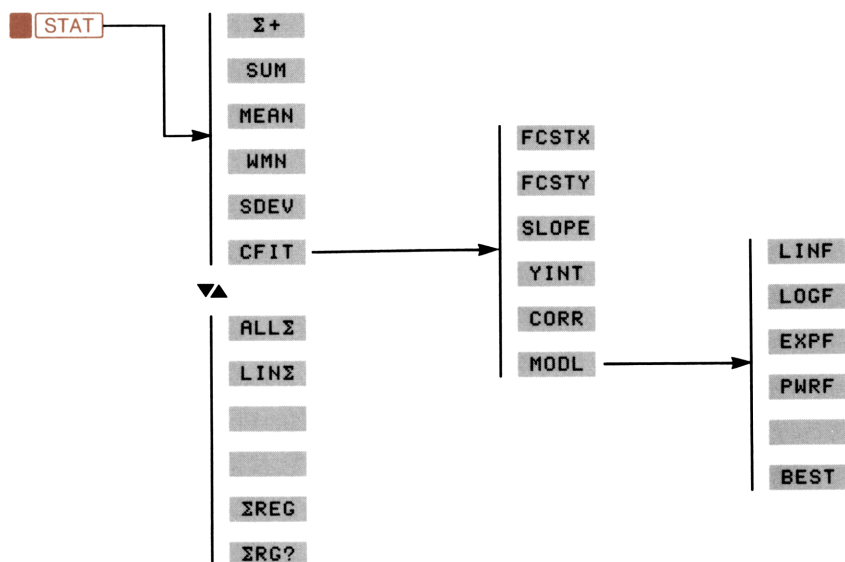 STAT
Σ+
SUM
MEAN
WMN
SDEV
CFIT
ALLΣ
LINΣ
ΣREG
ΣRG?
FCSTX
FCSTY
SLOPE
YINT
CORR
MODL
LINF
LOGF
EXPF
PWRF
BEST